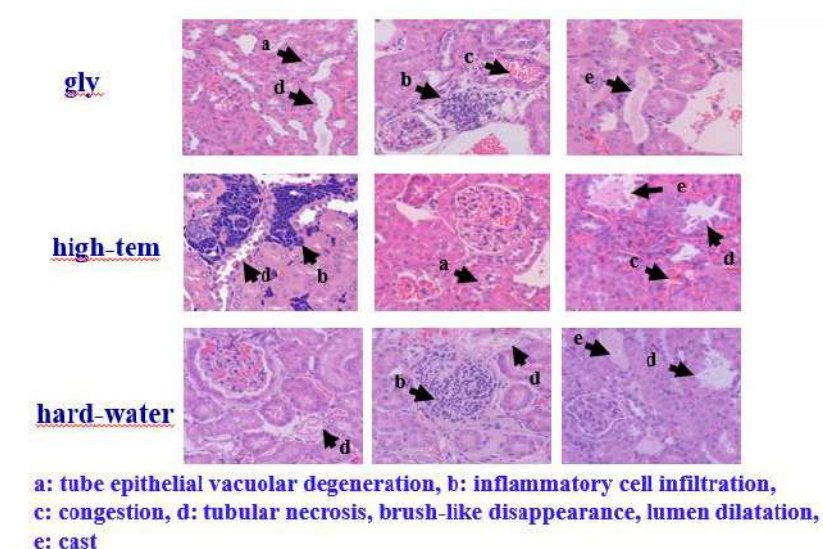 gly
a
d
b
c
e
high-tem
d
b
a
e
c
d
hard-water
d
b
d
e
d
a: tube epithelial vacuolar degeneration, b: inflammatory cell infiltration,
c: congestion, d: tubular necrosis, brush-like disappearance, lumen dilatation,
e: cast